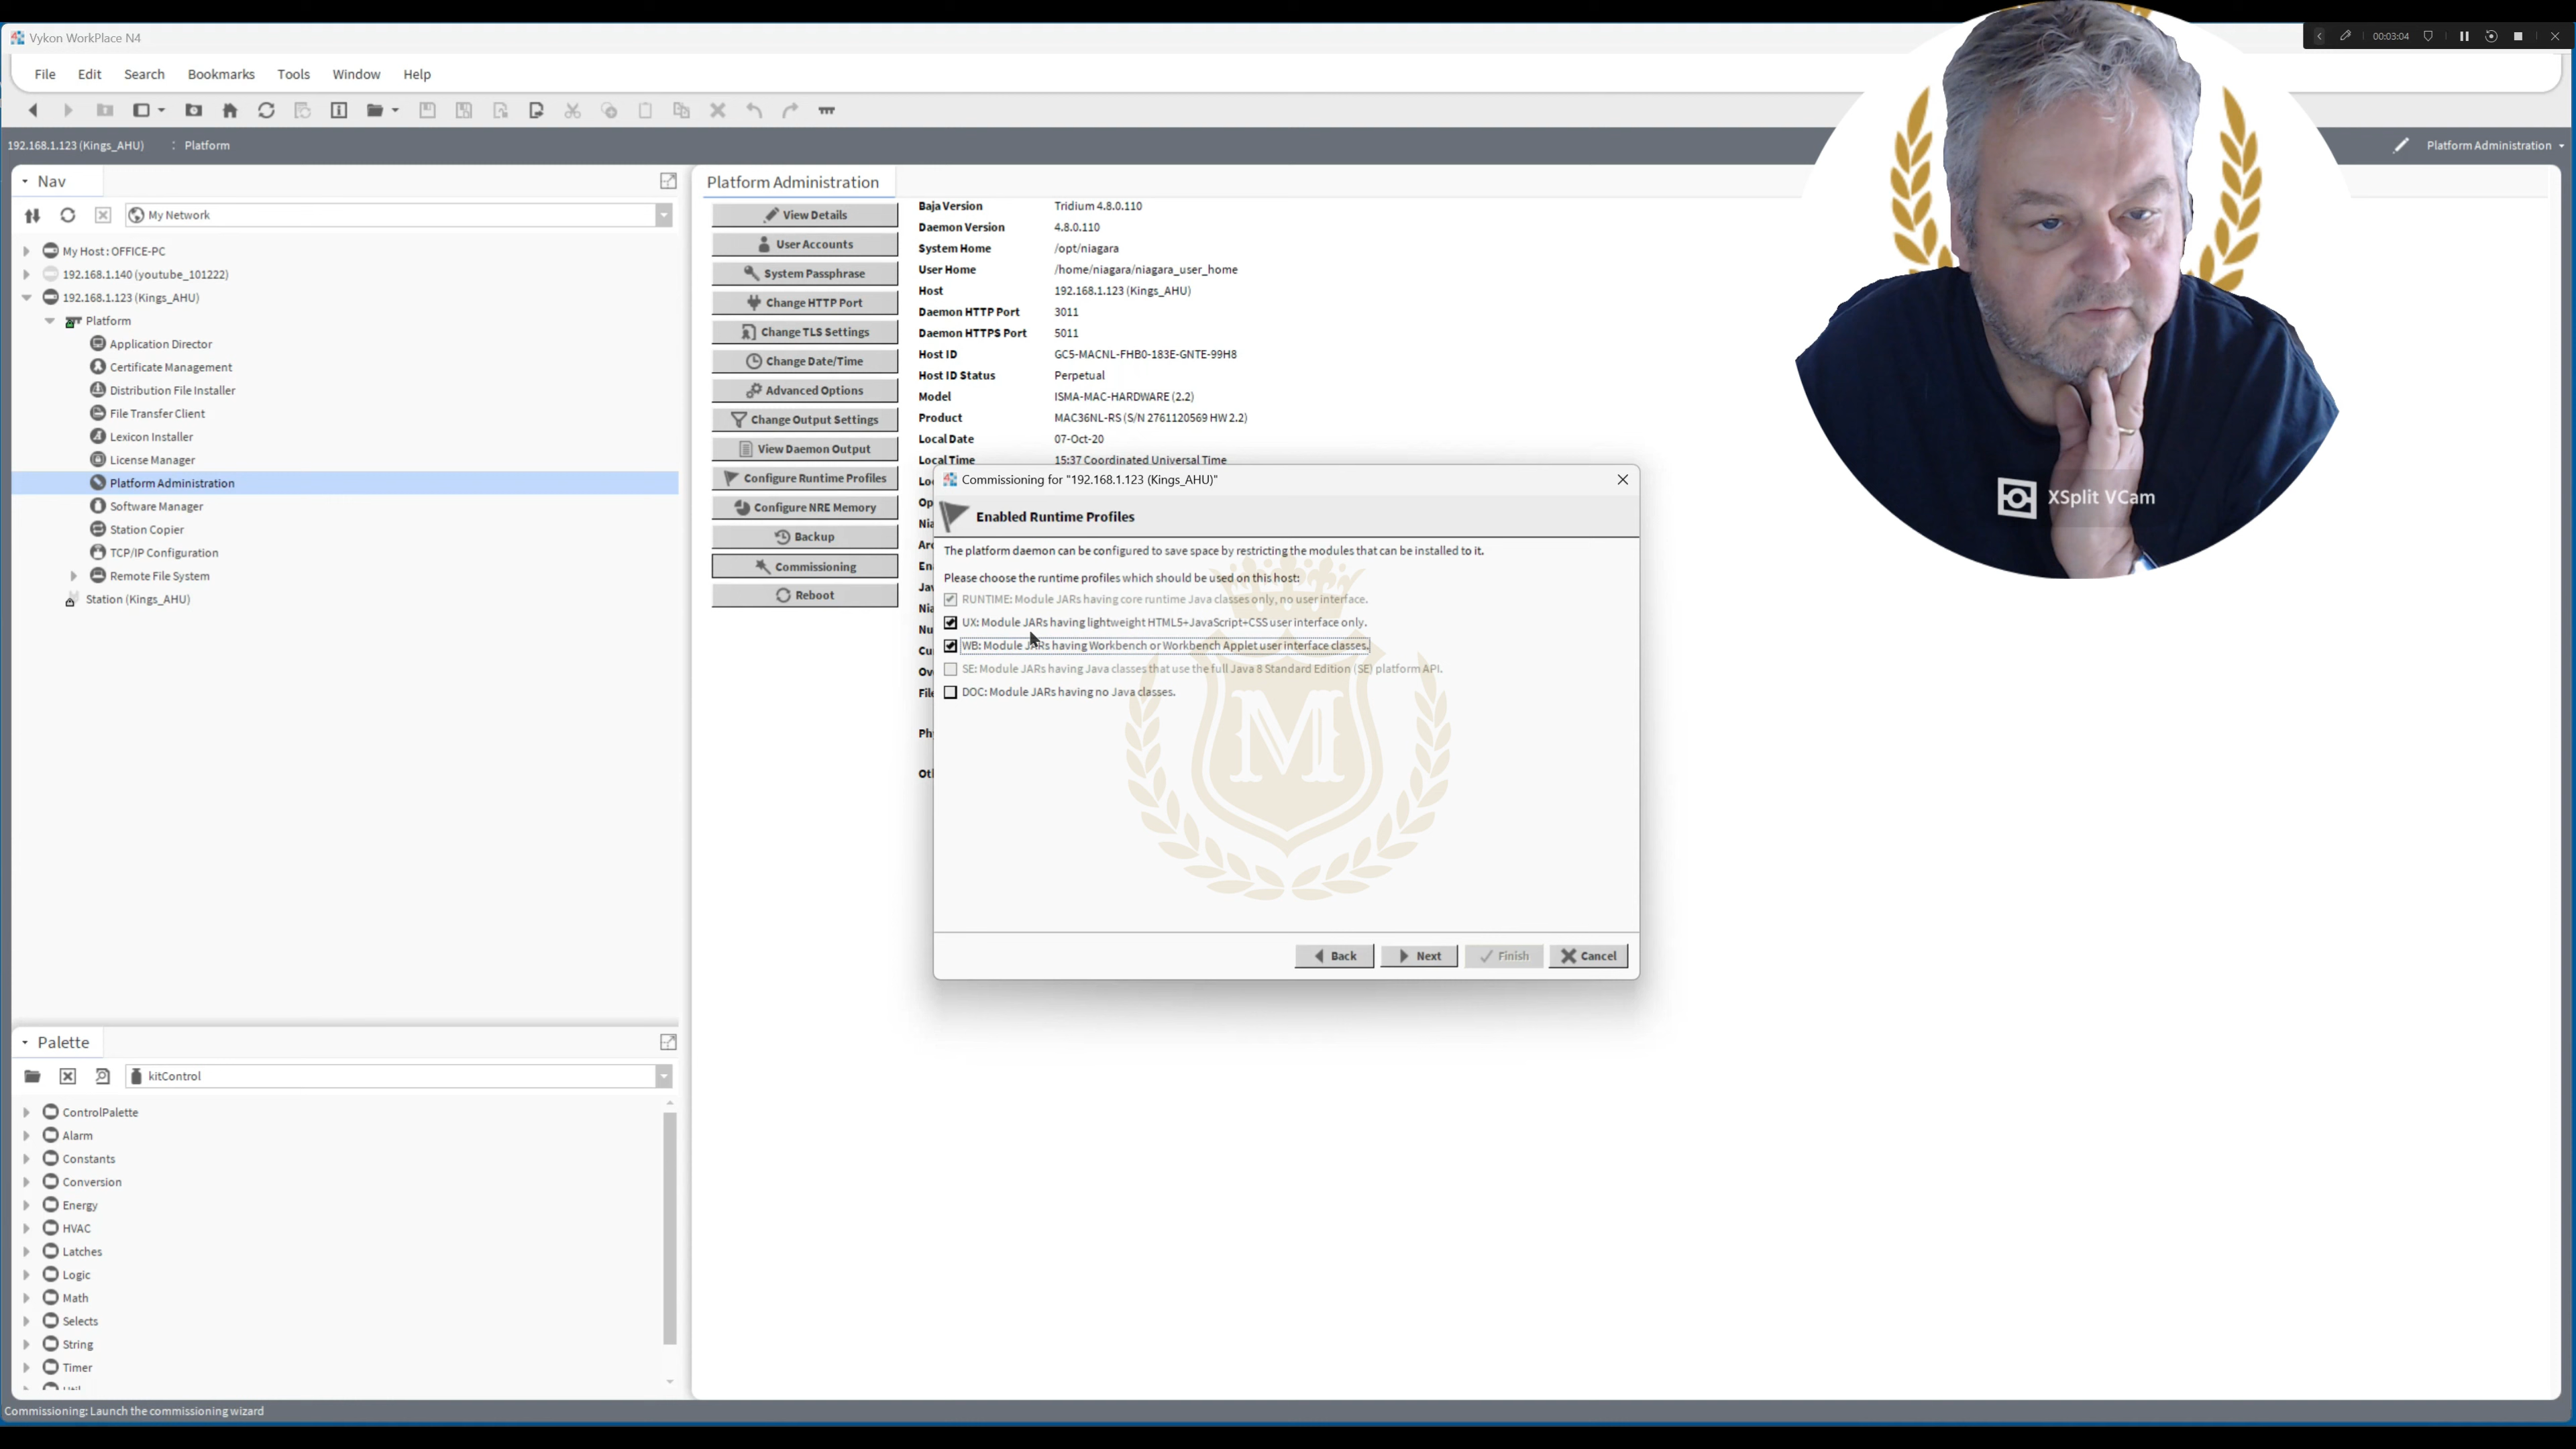 Vykon WorkPlace N4
00:03:04
File Edit Search Bookmarks Tools Window Help
192.168.1.123 (Kings_AHU) : Platform
Platform Administration
Nav
My Network
My Host : OFFICE-PC
192.168.1.140 (youtube_101222)
192.168.1.123 (Kings_AHU)
Platform
Application Director
Certificate Management
Distribution File Installer
File Transfer Client
Lexicon Installer
License Manager
Platform Administration
Software Manager
Station Copier
TCP/IP Configuration
Remote File System
Station (Kings_AHU)
Palette
kitControl
ControlPalette
Alarm
Constants
Conversion
Energy
HVAC
Latches
Logic
Math
Selects
String
Timer
Platform Administration
View Details
User Accounts
System Passphrase
Change HTTP Port
Change TLS Settings
Change Date/Time
Advanced Options
Change Output Settings
View Daemon Output
Configure Runtime Profiles
Configure NRE Memory
Backup
Commissioning
Reboot
Baja Version Tridium 4.8.0.110
Daemon Version 4.8.0.110
System Home /opt/niagara
User Home /home/niagara/niagara_user_home
Host 192.168.1.123 (Kings_AHU)
Daemon HTTP Port 3011
Daemon HTTPS Port 5011
Host ID GC5-MACNL-FHB0-183E-GNTE-99H8
Host ID Status Perpetual
Model ISMA-MAC-HARDWARE (2.2)
Product MAC36NL-RS (S/N 2761120569 HW 2.2)
Local Date 07-Oct-20
Local Time 15:37 Coordinated Universal Time
Commissioning for "192.168.1.123 (Kings_AHU)"
Enabled Runtime Profiles
The platform daemon can be configured to save space by restricting the modules that can be installed to it.
Please choose the runtime profiles which should be used on this host:
RUNTIME: Module JARs having core runtime Java classes only, no user interface.
UX: Module JARs having lightweight HTML5+JavaScript+CSS user interface only.
WB: Module JARs having Workbench or Workbench Applet user interface classes.
SE: Module JARs having Java classes that use the full Java 8 Standard Edition (SE) platform API.
DOC: Module JARs having no Java classes.
M
Back Next Finish Cancel
XSplit VCam
Commissioning: Launch the commissioning wizard